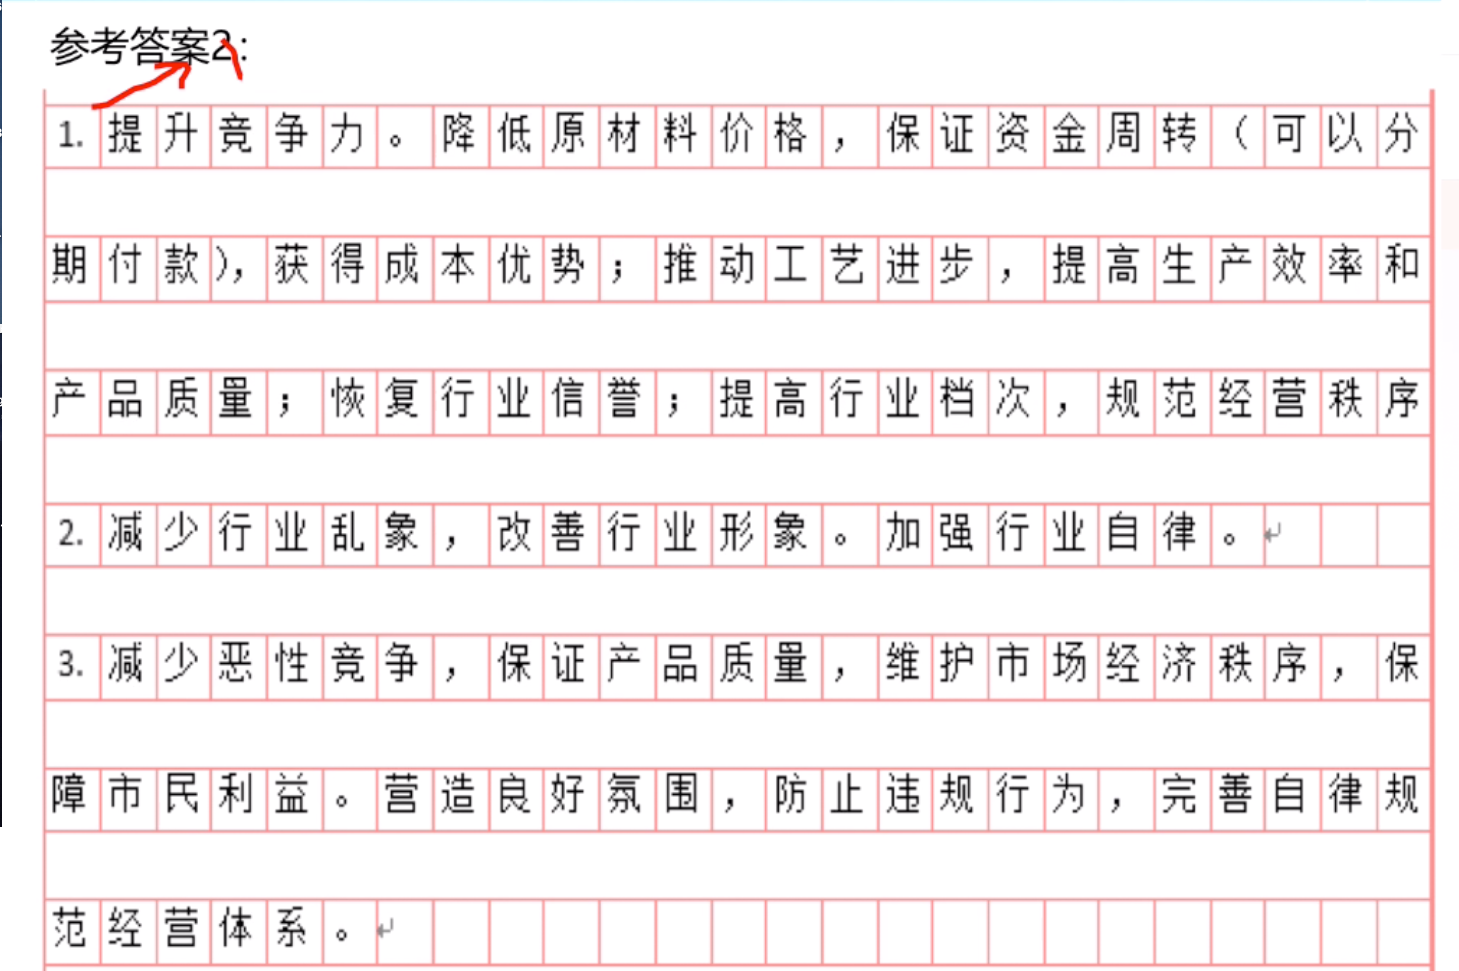 参考答案2:
1.提升竞争力。降低原材料价格，保证资金周转（可以分
期付款），获得成本优势；推动工艺进步，提高生产效率和
产品质量；恢复行业信誉；提高行业档次，规范经营秩序
2.减少行业乱象，改善行业形象。加强行业自律。
3.减少恶性竞争，保证产品质量，维护市场经济秩序，保
障市民利益。营造良好氛围，防止违规行为，完善自律规
范经营体系。